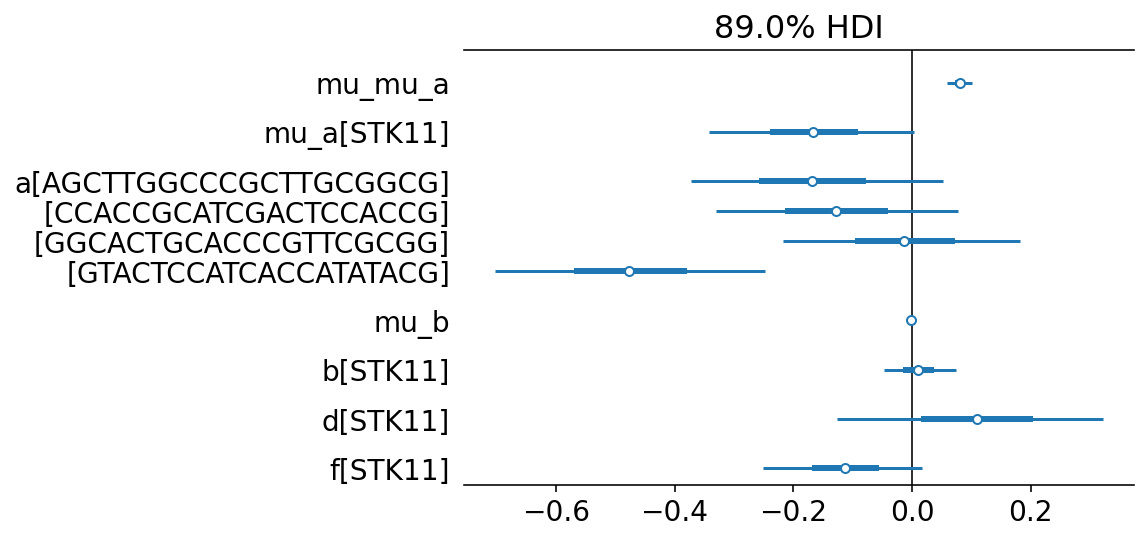 89.0% HDI
mu_mu_a
mu_a[STK11]
a[AGCTTGGCCCGCTTGCGGCG]
[CCACCGCATCGACTCCACCG]
[GGCACTGCACCCGTTCGCGG]
[GTACTCCATCACCATATACG]
mu_b
b[STK11]
d[STK11]
f[STK11]
−0.6 −0.4 −0.2 0.0 0.2